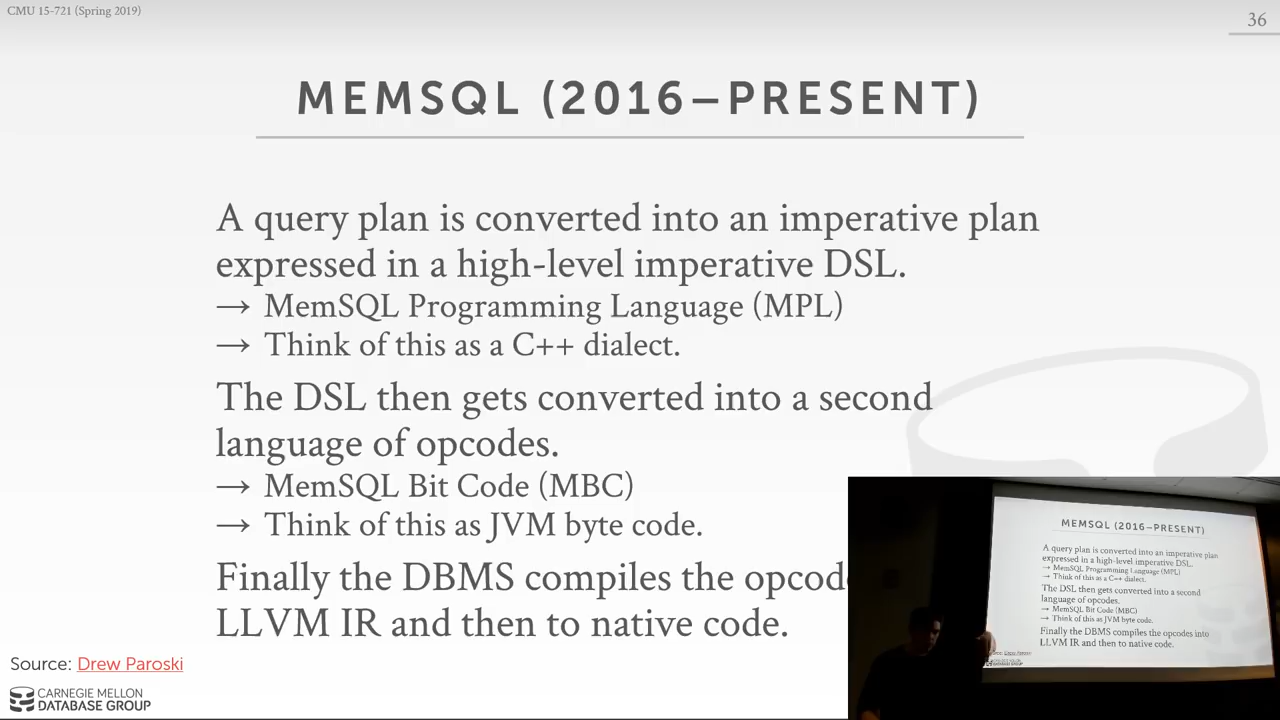 CMU 15-721 (Spring 2019)
36
MEMSQL (2016–PRESENT)
A query plan is converted into an imperative plan
expressed in a high-level imperative DSL.
→ MemSQL Programming Language (MPL)
→ Think of this as a C++ dialect.
The DSL then gets converted into a second
language of opcodes.
→ MemSQL Bit Code (MBC)
→ Think of this as JVM byte code.
Finally the DBMS compiles the opcod
LLVM IR and then to native code.
Source: Drew Paroski
CARNEGIE MELLON
DATABASE GROUP
MEMSQL (2016–PRESENT)
A query plan is converted into an imperative plan
expressed in a high-level imperative DSL.
→ MemSQL Programming Language (MPL)
→ Think of this as a C++ dialect.
The DSL then gets converted into a second
language of opcodes.
→ MemSQL Bit Code (MBC)
→ Think of this as JVM byte code.
Finally the DBMS compiles the opcodes into
LLVM IR and then to native code.